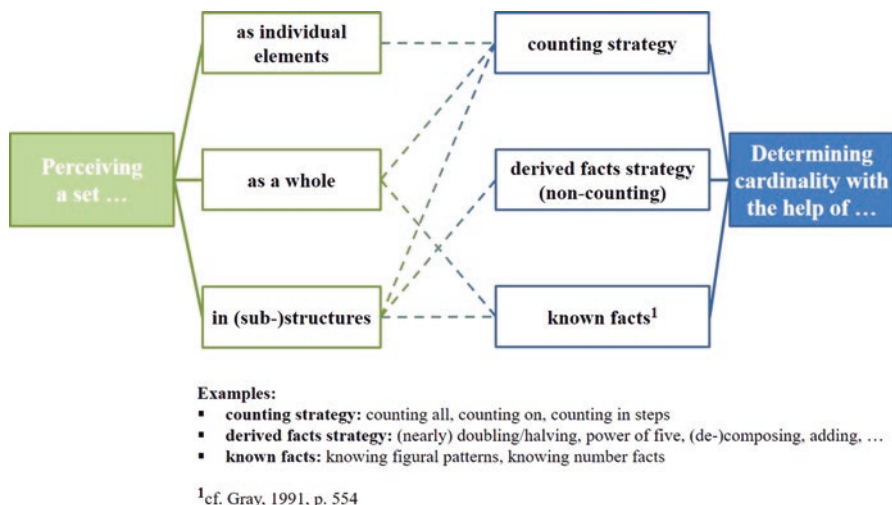 as individual
elements
counting strategy
Perceiving
a set …
as a whole
derived facts strategy
(non-counting)
Determining
cardinality with
the help of …
in (sub-)structures
known facts¹
Examples:
▪ counting strategy: counting all, counting on, counting in steps
▪ derived facts strategy: (nearly) doubling/halving, power of five, (de-)composing, adding, …
▪ known facts: knowing figural patterns, knowing number facts
¹cf. Gray, 1991, p. 554